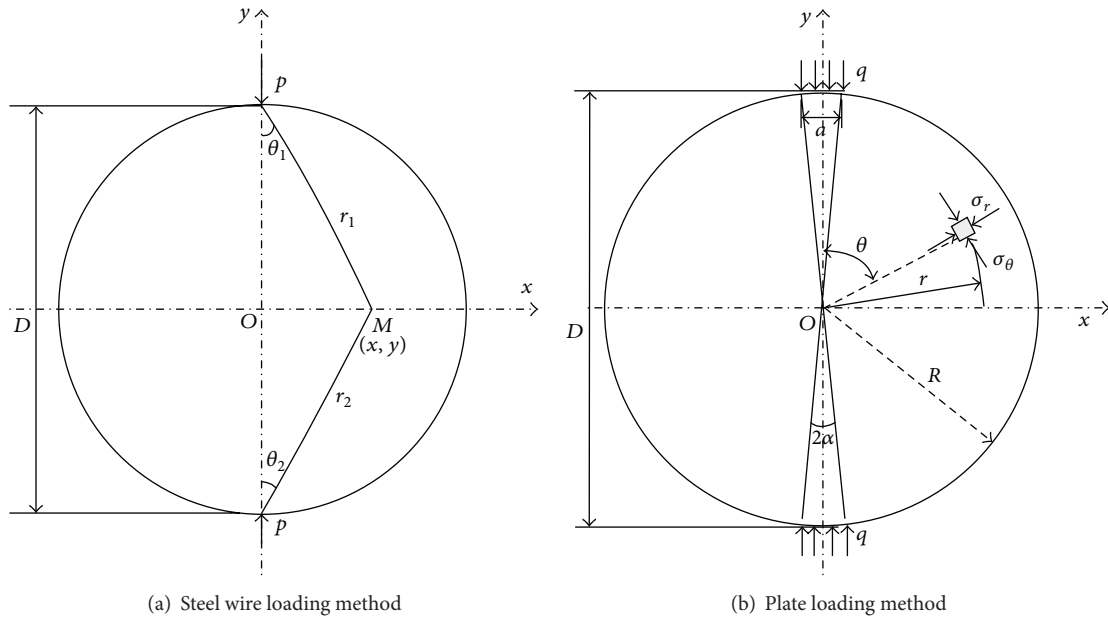 y
p
θ1
r1
x
D
O
M
(x, y)
r2
θ2
p
(a) Steel wire loading method
y
q
a
σr
θ
σθ
r
D
O
x
R
2α
q
(b) Plate loading method